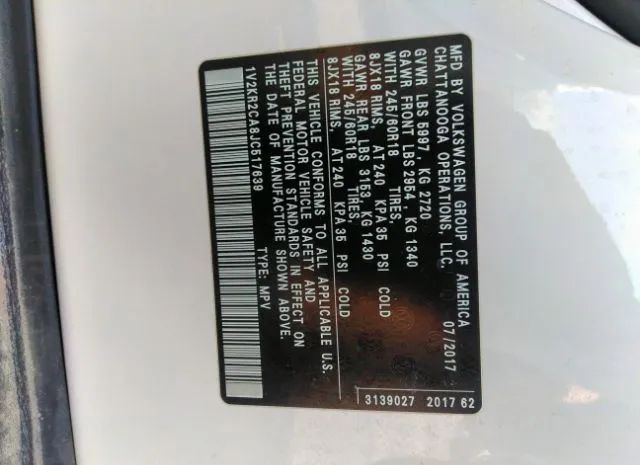 MFD BY VOLKSWAGEN GROUP OF AMERICA
CHATTANOOGA OPERATIONS, LLC. 07/2017
GVWR LBS 5997, KG 2720
GAWR FRONT LBS 2954, KG 1340
WITH 245/60R18 TIRES,
8JX18 RIMS, AT 240 KPA 35 PSI COLD
GAWR REAR LBS 3153, KG 1430
WITH 245/60R18 TIRES,
8JX18 RIMS, AT 240 KPA 35 PSI COLD
THIS VEHICLE CONFORMS TO ALL APPLICABLE U.S.
FEDERAL MOTOR VEHICLE SAFETY AND
THEFT PREVENTION STANDARDS IN EFFECT ON
THE DATE OF MANUFACTURE SHOWN ABOVE.
1V2KR2CA8JC517639 TYPE: MPV
3139027 2017 62